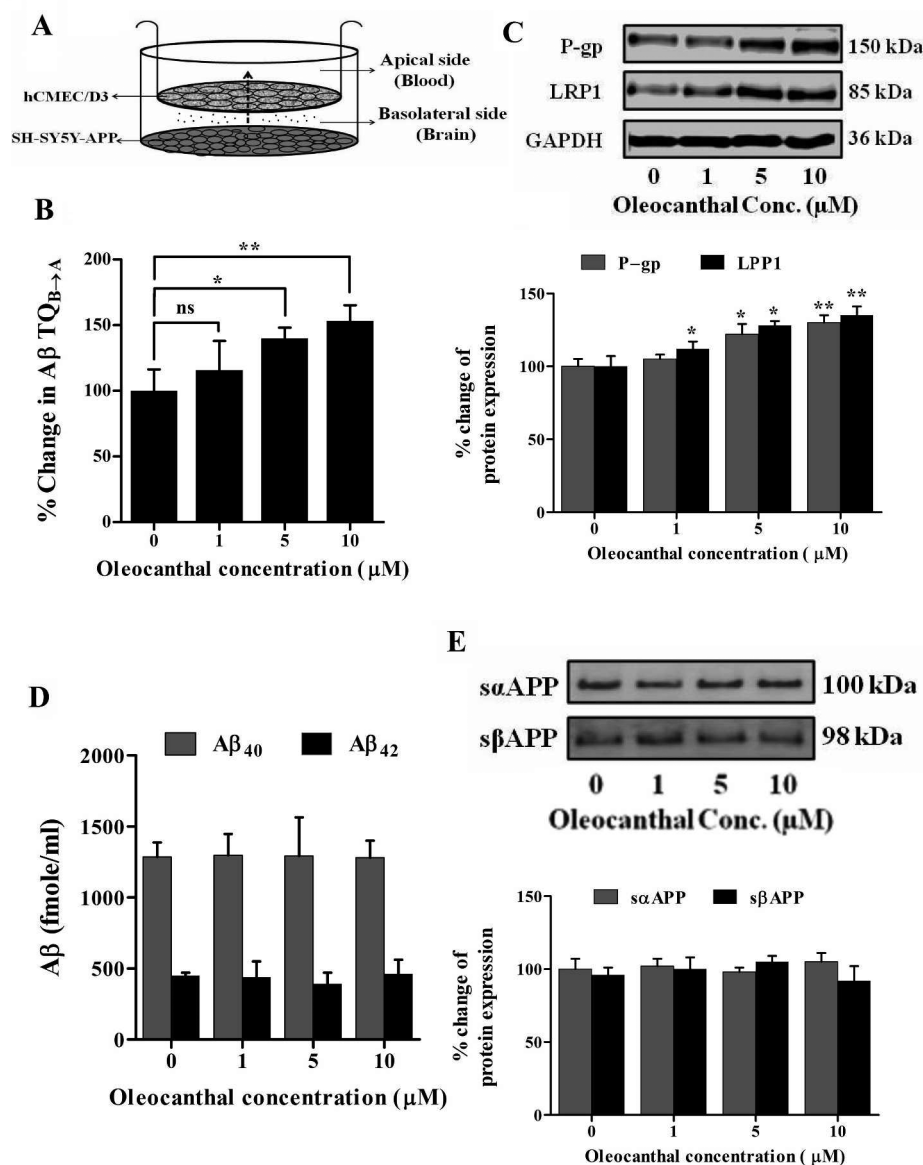 A
Apical side
(Blood)
hCMEC/D3
Basolateral side
(Brain)
SH-SY5Y-APP
B
**
*
ns
% Change in Aβ TQB→A
200
150
100
50
0
0 1 5 10
Oleocanthal concentration ( μM)
C
P-gp 150 kDa
LRP1 85 kDa
GAPDH 36 kDa
0 1 5 10
Oleocanthal Conc. (μM)
P–gp LPP1
% change of
protein expression
150
100
50
0
* * * ** **
0 1 5 10
Oleocanthal concentration ( μM)
D
Aβ40 Aβ42
Aβ (fmole/ml)
2000
1500
1000
500
0
0 1 5 10
Oleocanthal concentration ( μM)
E
sαAPP 100 kDa
sβAPP 98 kDa
0 1 5 10
Oleocanthal Conc. (μM)
sαAPP sβAPP
% change of
protein expression
150
100
50
0
0 1 5 10
Oleocanthal concentration ( μM)